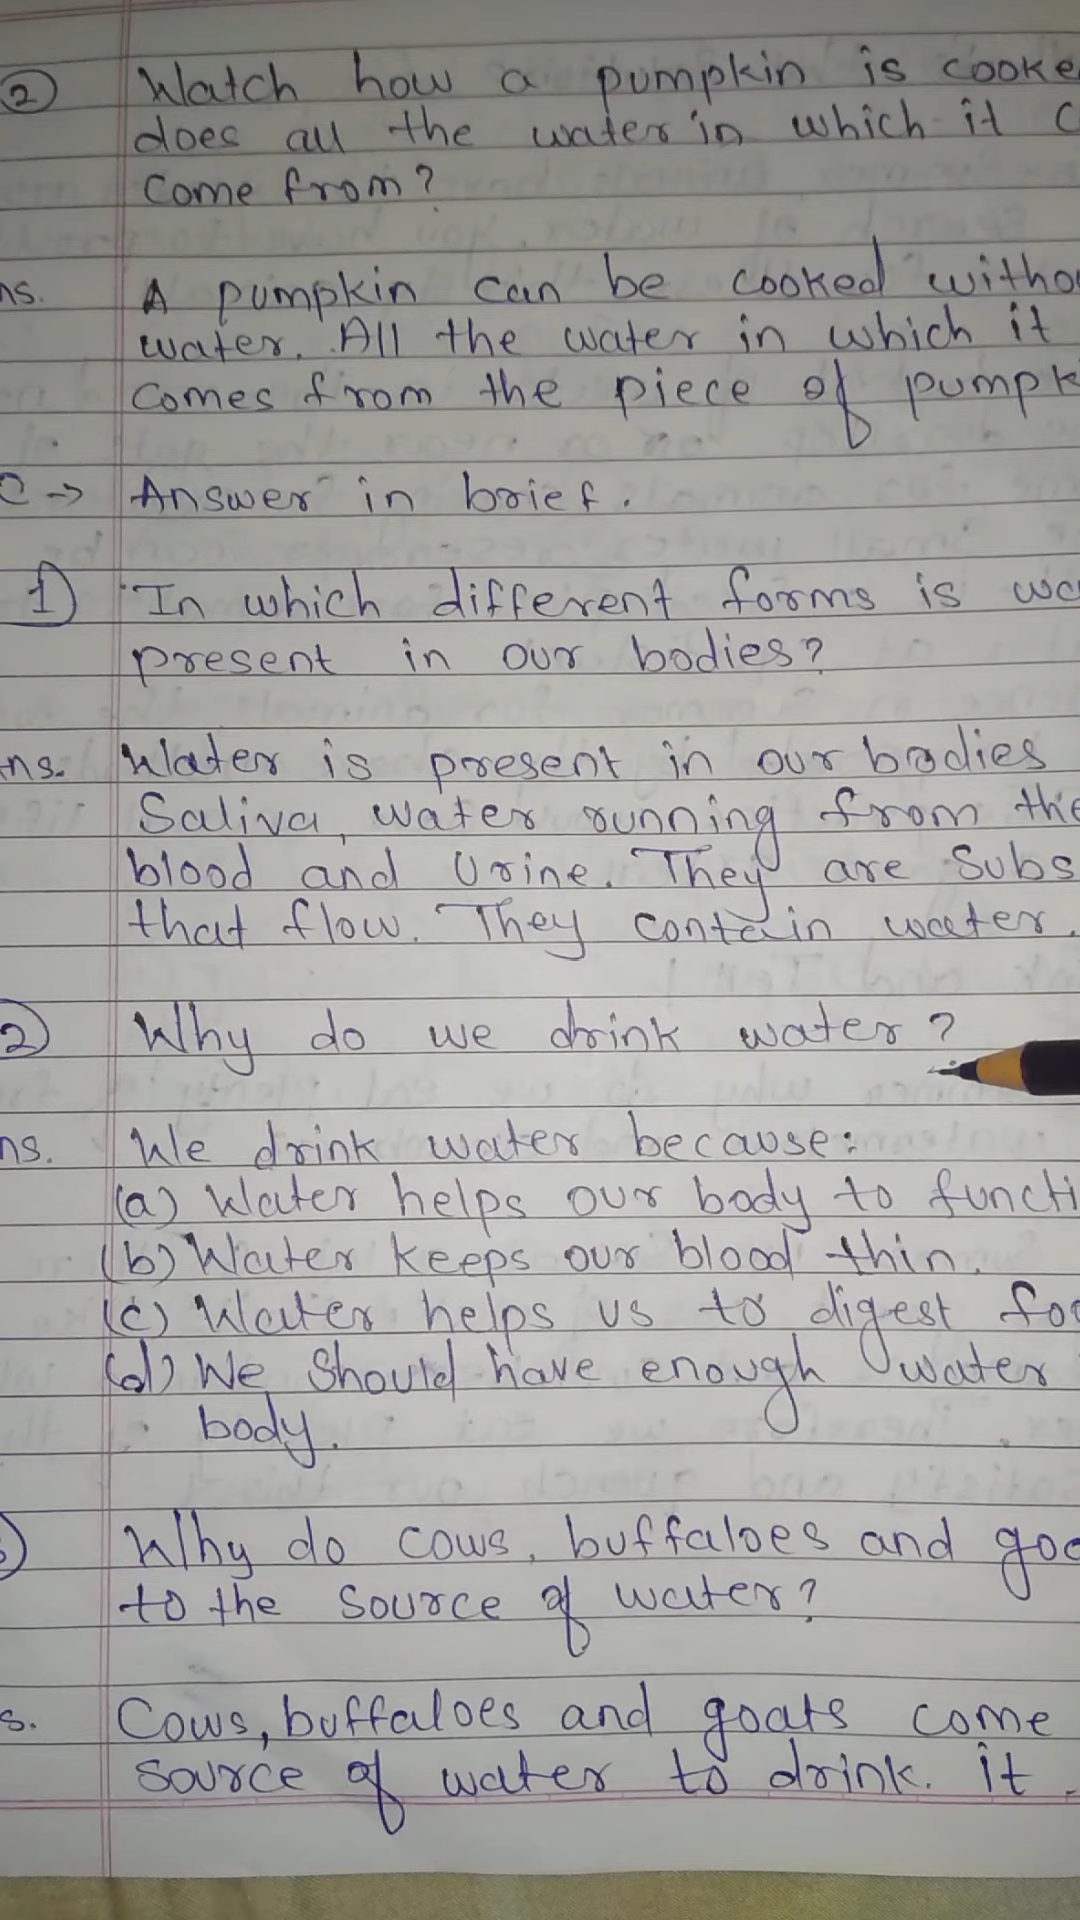 ② Watch how a pumpkin is cooke
does all the water in which it c
come from?
ns. A pumpkin can be cooked witho
water. All the water in which it
comes from the piece of pumpk
C → Answer in brief.
1) In which different forms is wa
present in our bodies?
ns. Water is present in our bodies
Saliva, water running from the
blood and Urine. They are Subs
that flow. They contain water.
2) Why do we drink water?
ns. We drink water because:
(a) Water helps our body to functi
(b) Water keeps our blood thin.
(c) Water helps us to digest foo
(d) We Should have enough water
body.
) Why do cows, buffaloes and goa
to the source of water?
s. Cows, buffaloes and goats come
source of water to drink. it